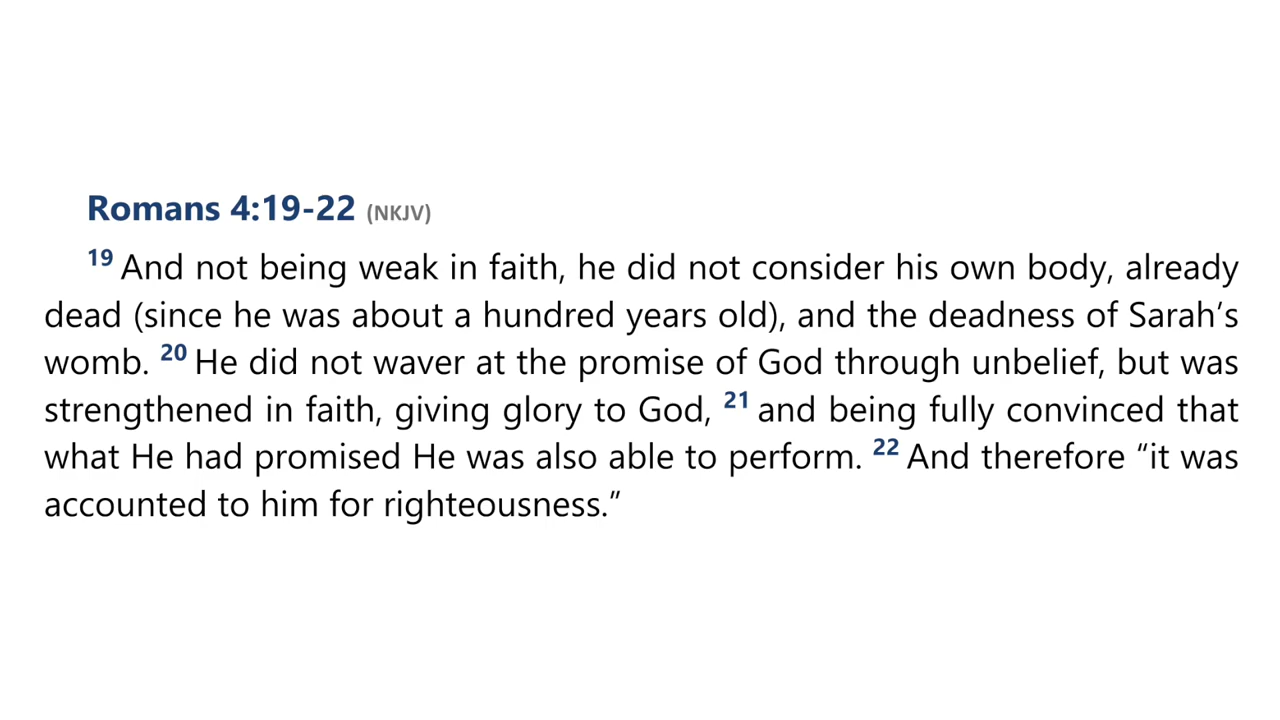 Romans 4:19-22 (NKJV)
19 And not being weak in faith, he did not consider his own body, already
dead (since he was about a hundred years old), and the deadness of Sarah’s
womb. 20 He did not waver at the promise of God through unbelief, but was
strengthened in faith, giving glory to God, 21 and being fully convinced that
what He had promised He was also able to perform. 22 And therefore “it was
accounted to him for righteousness.”